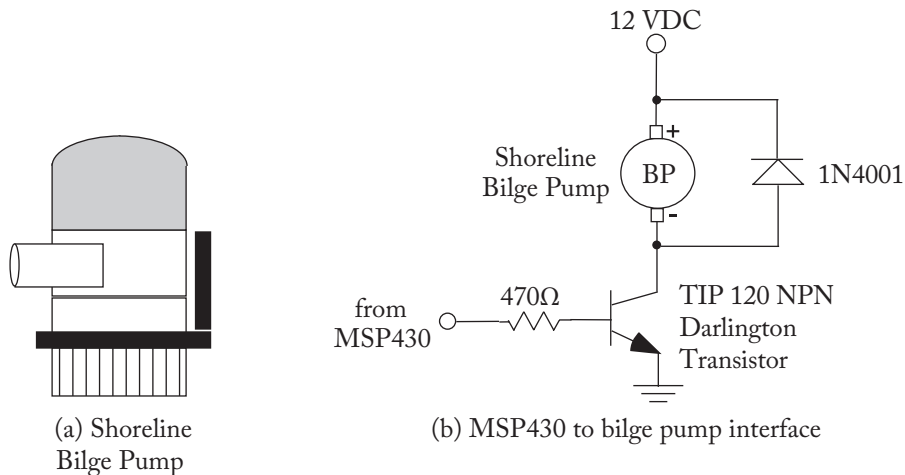 12 VDC
+
Shoreline
Bilge Pump
BP
1N4001
-
from
MSP430
470Ω
TIP 120 NPN
Darlington
Transistor
(a) Shoreline
Bilge Pump
(b) MSP430 to bilge pump interface